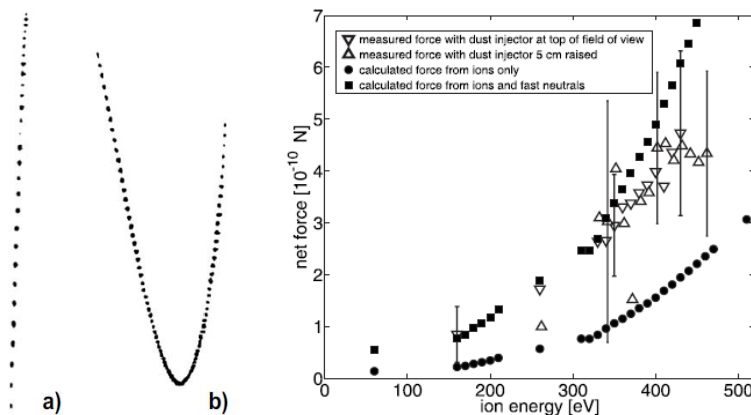 a)
b)
net force [10⁻¹⁰ N]
7
6
5
4
3
2
1
0
measured force with dust injector at top of field of view
measured force with dust injector 5 cm raised
calculated force from ions only
calculated force from ions and fast neutrals
0 100 200 300 400 500
ion energy [eV]